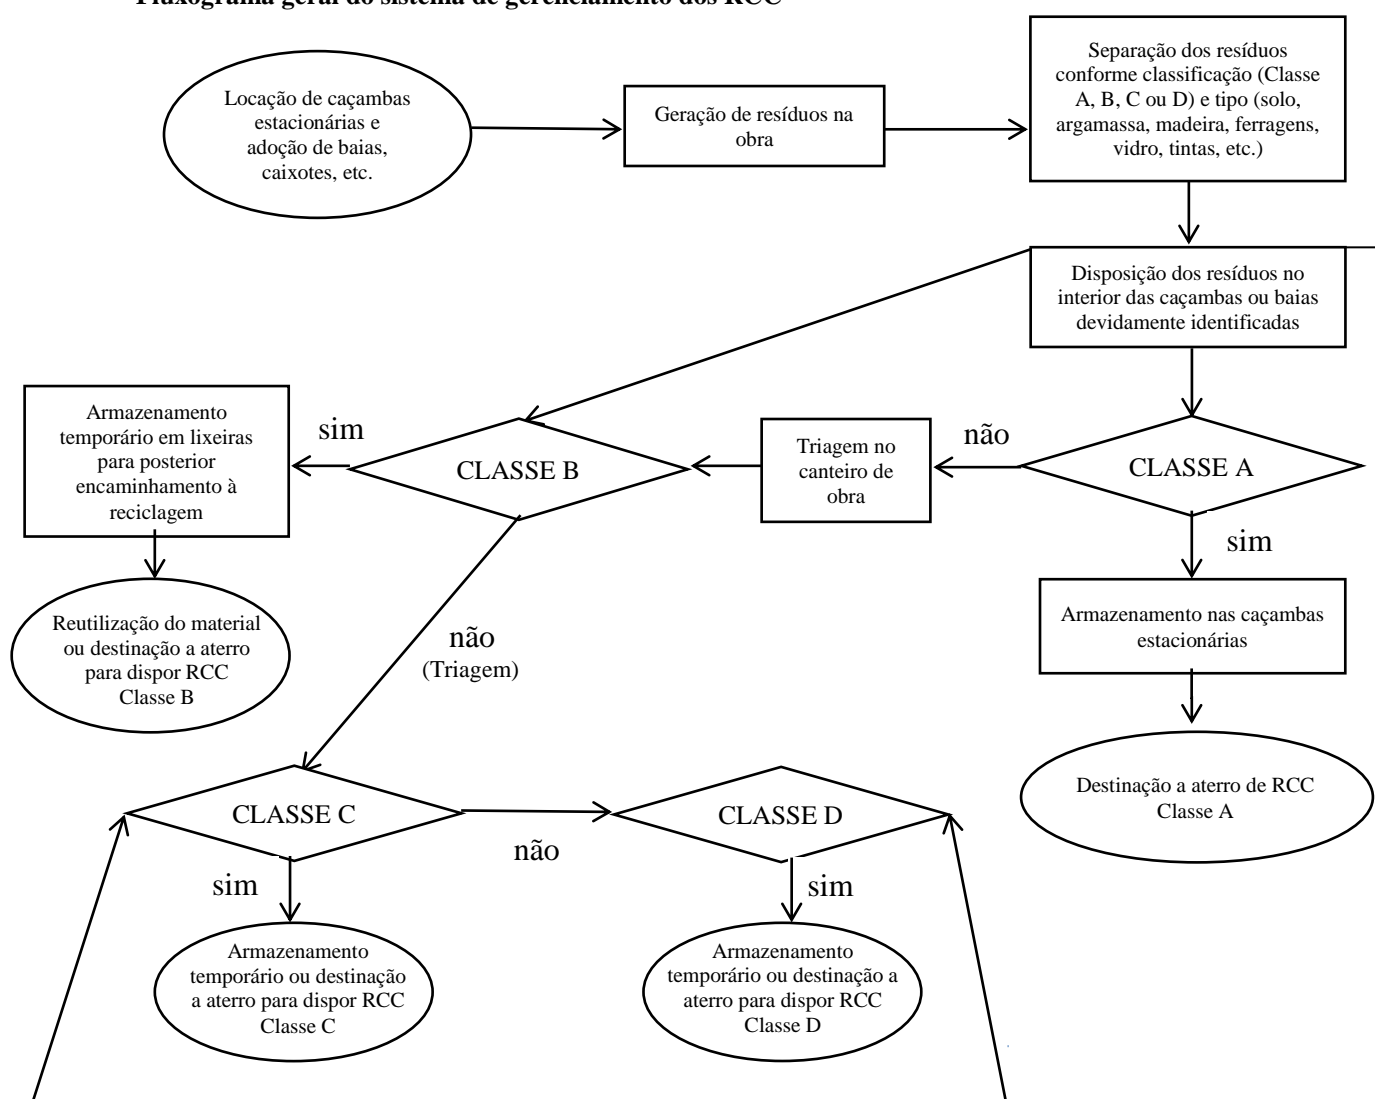 Fluxograma geral do sistema de gerenciamento dos RCC
Locação de caçambas
estacionárias e
adoção de baias,
caixotes, etc.
Geração de resíduos na
obra
Separação dos resíduos
conforme classificação (Classe
A, B, C ou D) e tipo (solo,
argamassa, madeira, ferragens,
vidro, tintas, etc.)
Disposição dos resíduos no
interior das caçambas ou baias
devidamente identificadas
CLASSE A
não
Triagem no
canteiro de
obra
CLASSE B
sim
Armazenamento
temporário em lixeiras
para posterior
encaminhamento à
reciclagem
Reutilização do material
ou destinação a aterro
para dispor RCC
Classe B
sim
Armazenamento nas caçambas
estacionárias
Destinação a aterro de RCC
Classe A
não
(Triagem)
CLASSE C
não
CLASSE D
sim
Armazenamento
temporário ou destinação
a aterro para dispor RCC
Classe C
sim
Armazenamento
temporário ou destinação a
aterro para dispor RCC
Classe D